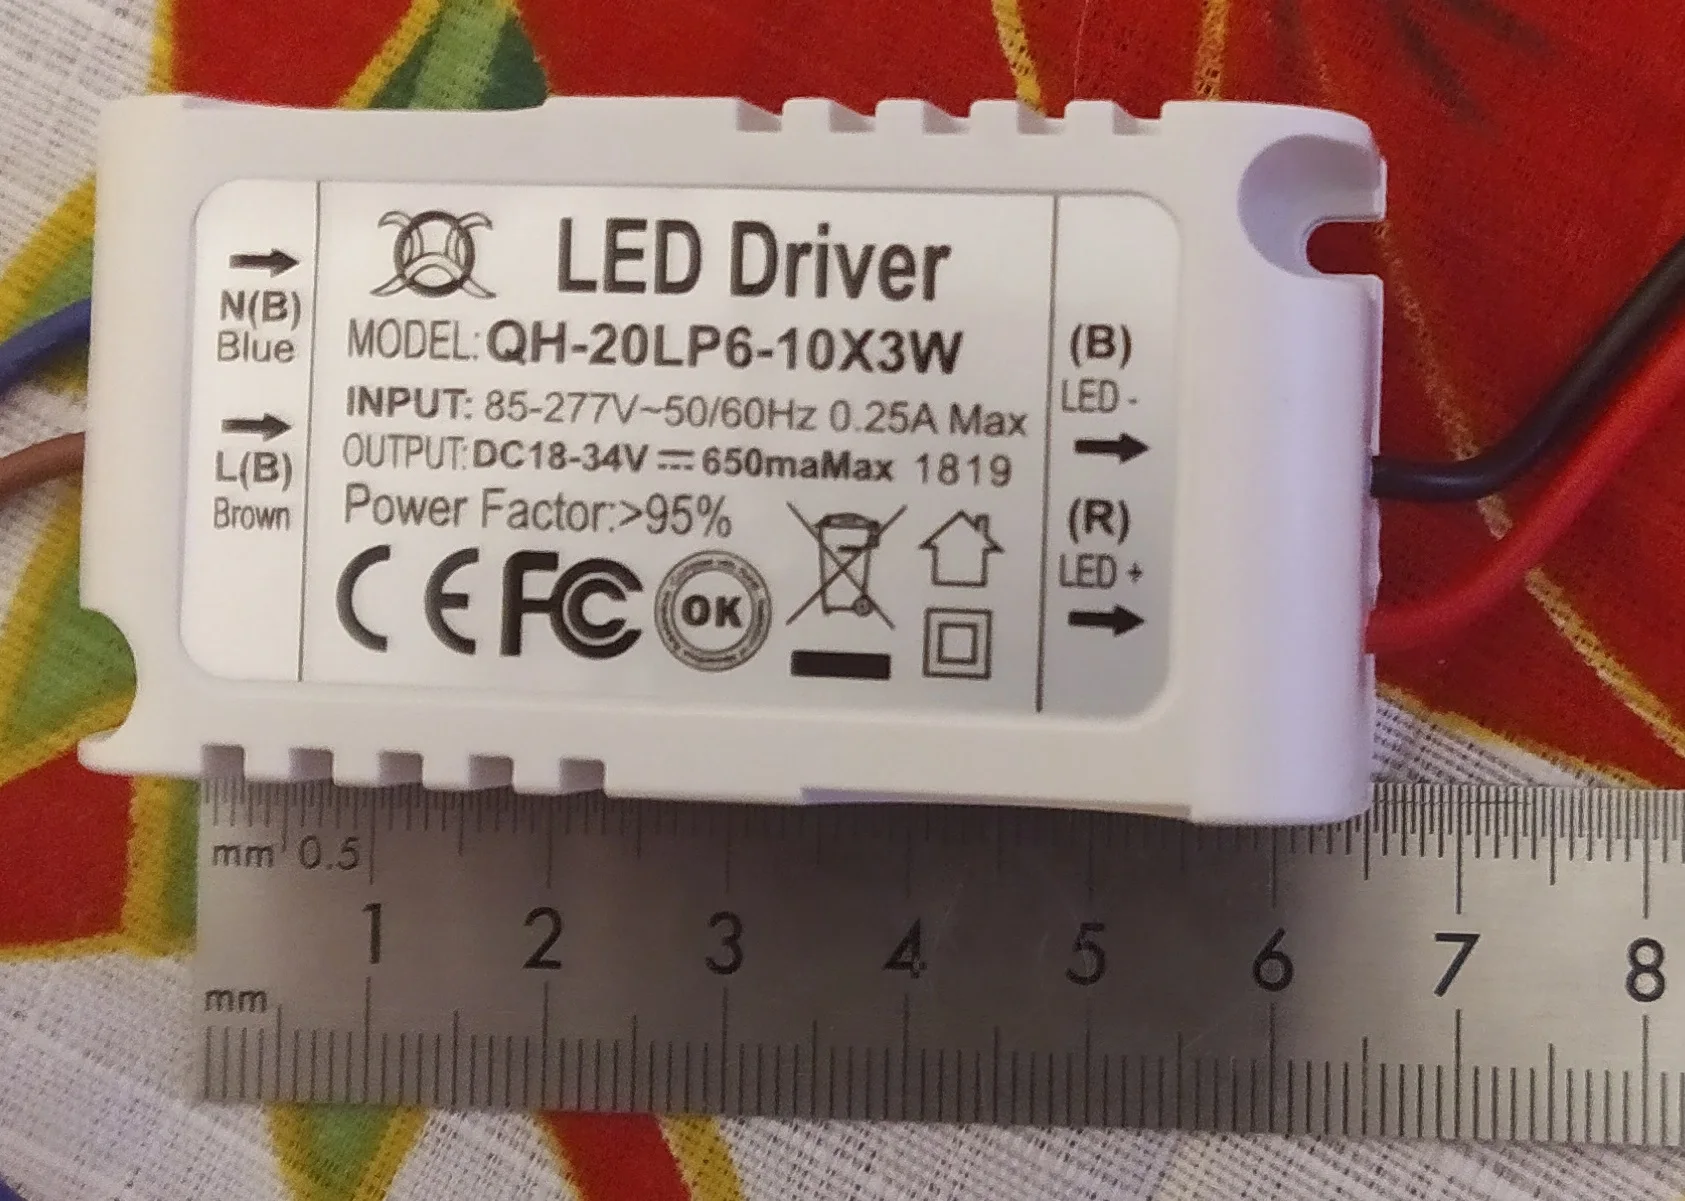 N(B)
Blue
L(B)
Brown
LED Driver
MODEL: QH-20LP6-10X3W
INPUT: 85-277V~50/60Hz 0.25A Max
OUTPUT: DC18-34V ⎓ 650maMax 1819
Power Factor:>95%
CE FC OK
(B)
LED -
(R)
LED +
mm 0.5
1 2 3 4 5 6 7 8
mm